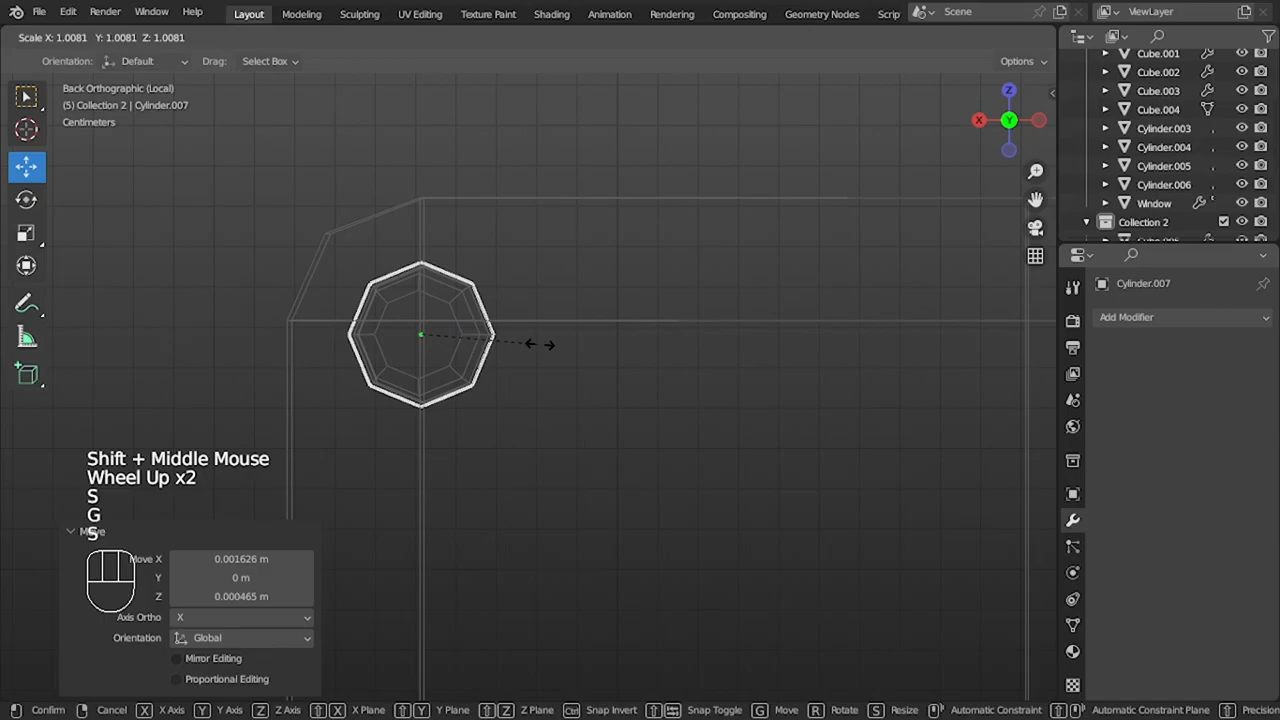 File Edit Render Window Help Layout Modeling Sculpting UV Editing Texture Paint Shading Animation Rendering Compositing Geometry Nodes Scrip Scene ViewLayer
Scale X: 1.0081 Y: 1.0081 Z: 1.0081
Orientation: Default Drag: Select Box Options
Back Orthographic (Local)
(5) Collection 2 | Cylinder.007
Centimeters
Z
X
Y
Cube.001
Cube.002
Cube.003
Cube.004
Cylinder.003
Cylinder.004
Cylinder.005
Cylinder.006
Window
Collection 2
Cylinder.007
Add Modifier
Shift + Middle Mouse
Wheel Up x2
S
G
S
Move
Move X 0.001626 m
Y 0 m
Z 0.000465 m
Axis Ortho X
Orientation Global
Mirror Editing
Proportional Editing
Confirm Cancel X X Axis Y Y Axis Z Z Axis X X Plane Y Y Plane Z Z Plane Ctrl Snap Invert Snap Toggle G Move R Rotate S Resize Automatic Constraint Automatic Constraint Plane Precision